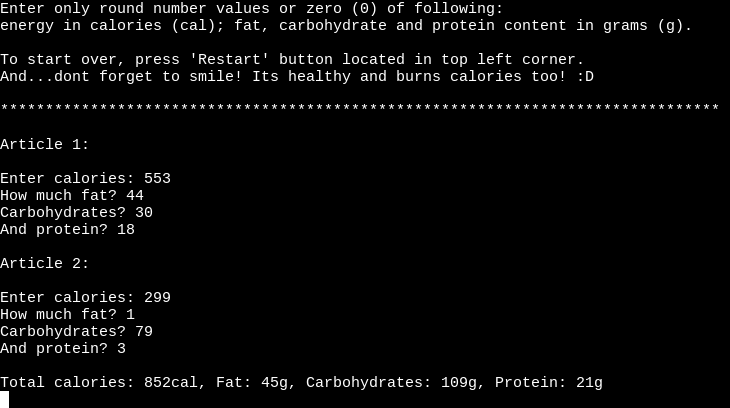 Enter only round number values or zero (0) of following:
energy in calories (cal); fat, carbohydrate and protein content in grams (g).
To start over, press 'Restart' button located in top left corner.
And...dont forget to smile! Its healthy and burns calories too! :D
********************************************************************************
Article 1:
Enter calories: 553
How much fat? 44
Carbohydrates? 30
And protein? 18
Article 2:
Enter calories: 299
How much fat? 1
Carbohydrates? 79
And protein? 3
Total calories: 852cal, Fat: 45g, Carbohydrates: 109g, Protein: 21g